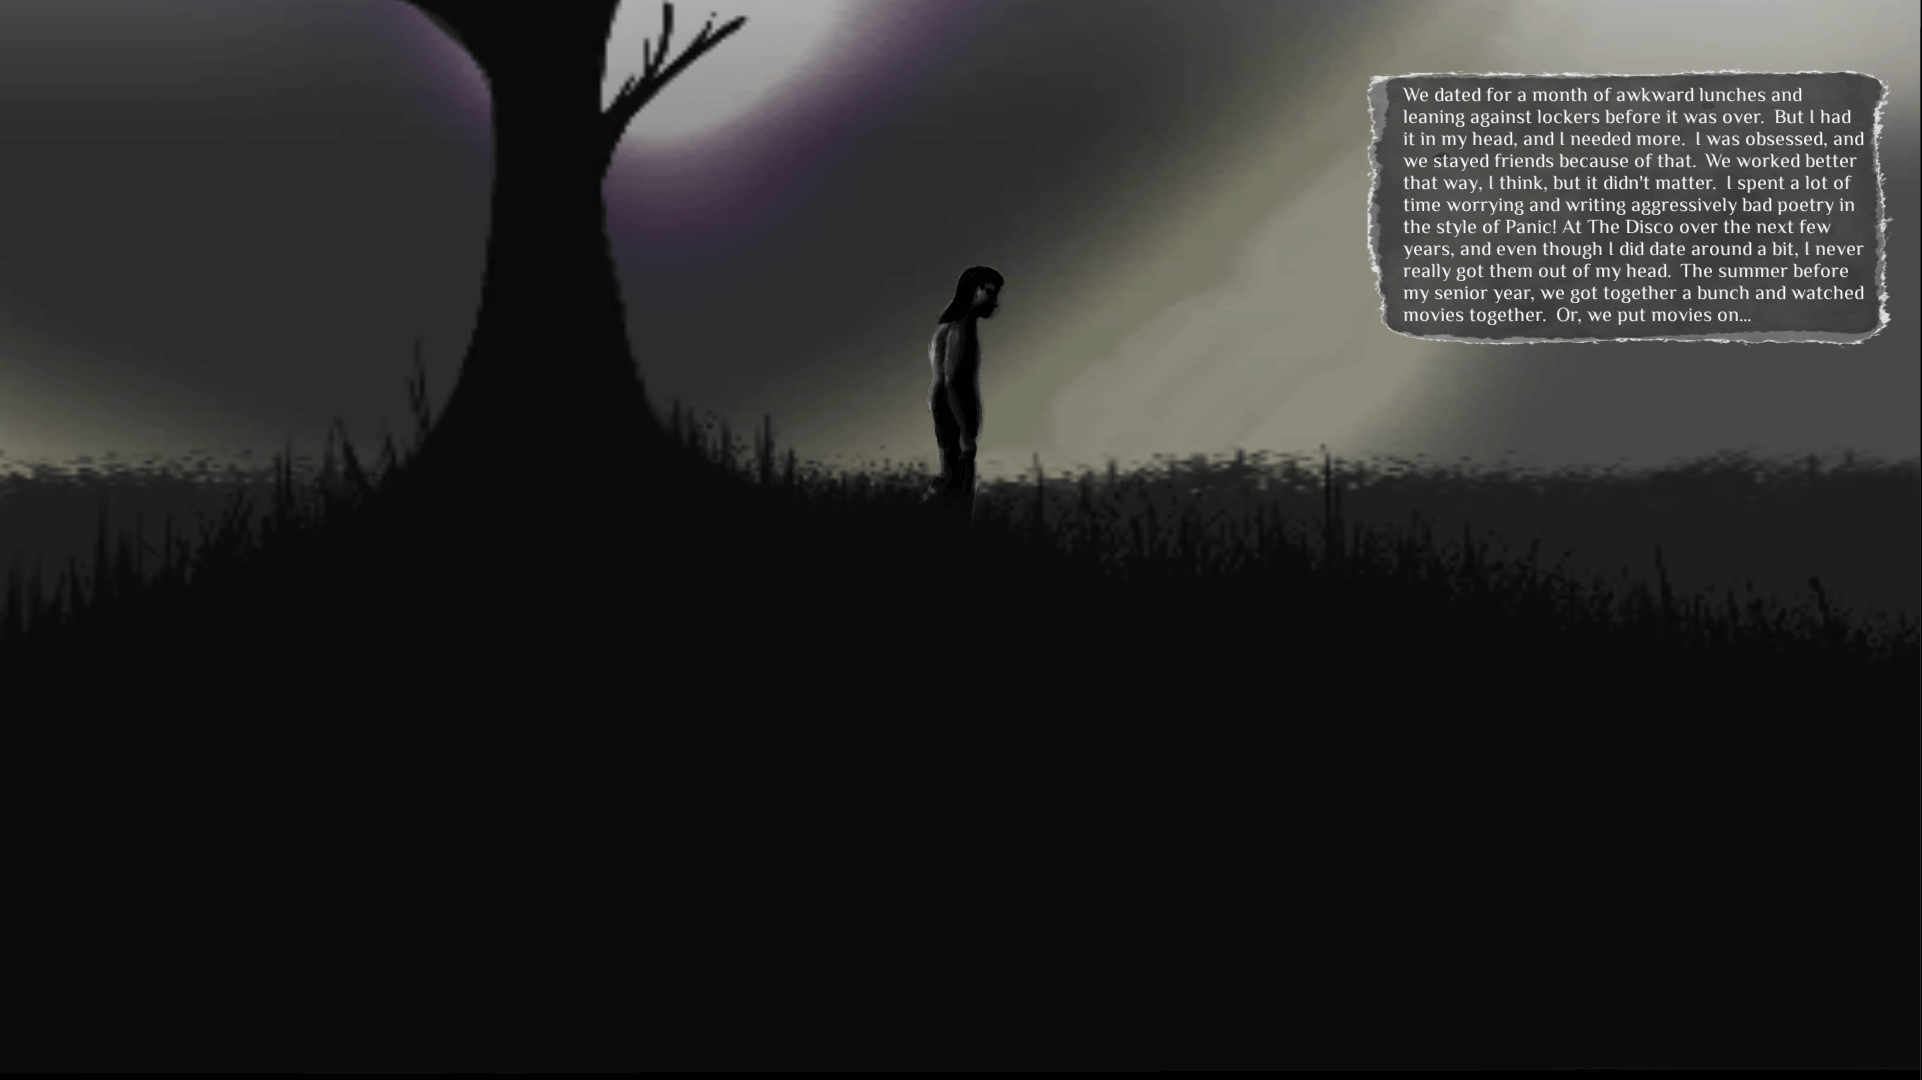 We dated for a month of awkward lunches and
leaning against lockers before it was over.  But I had
it in my head, and I needed more.  I was obsessed, and
we stayed friends because of that.  We worked better
that way, I think, but it didn't matter.  I spent a lot of
time worrying and writing aggressively bad poetry in
the style of Panic! At The Disco over the next few
years, and even though I did date around a bit, I never
really got them out of my head.  The summer before
my senior year, we got together a bunch and watched
movies together.  Or, we put movies on...